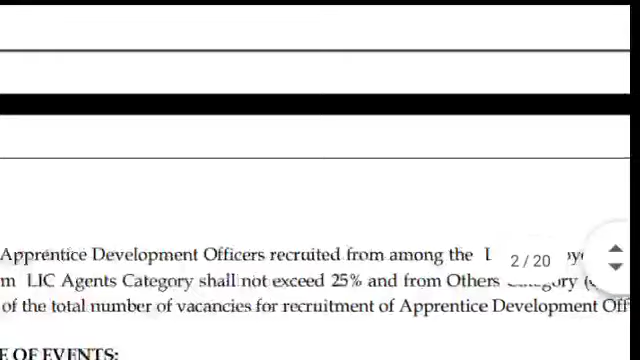 Apprentice Development Officers recruited from among the
2 / 20
m LIC Agents Category shall not exceed 25% and from Others
of the total number of vacancies for recruitment of Apprentice Development Off
E OF EVENTS: